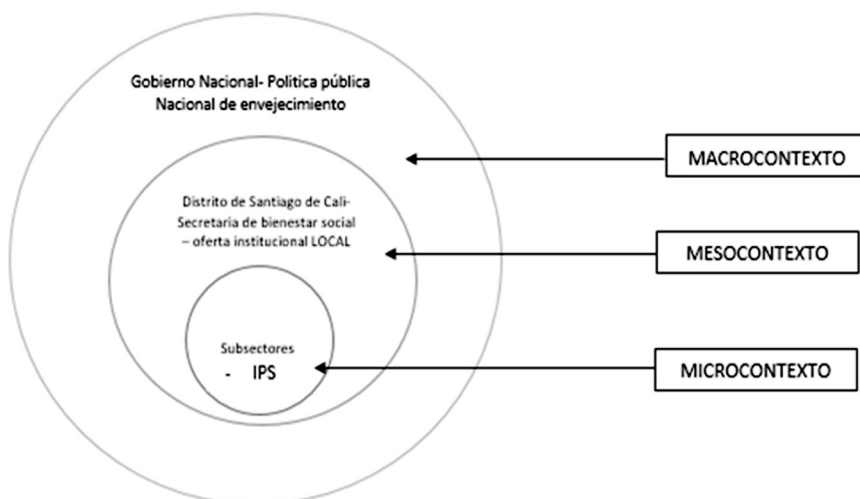 Gobierno Nacional- Politica pública
Nacional de envejecimiento
MACROCONTEXTO
Distrito de Santiago de Cali-
Secretaria de bienestar social
– oferta institucional LOCAL
MESOCONTEXTO
Subsectores
- IPS
MICROCONTEXTO